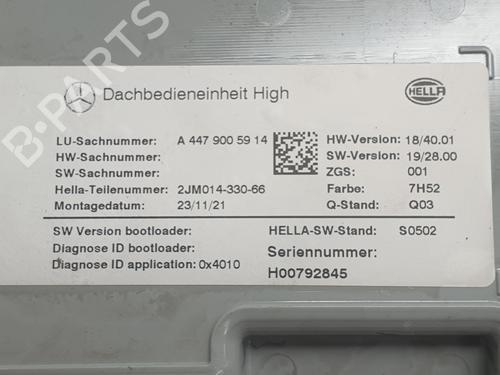 Dachbedieneinheit High
HELLA
LU-Sachnummer: A 447 900 59 14
HW-Sachnummer:
SW-Sachnummer:
Hella-Teilenummer: 2JM014-330-66
Montagedatum: 23/11/21
HW-Version: 18/40.01
SW-Version: 19/28.00
ZGS: 001
Farbe: 7H52
Q-Stand: Q03
SW Version bootloader:
Diagnose ID bootloader:
Diagnose ID application: 0x4010
HELLA-SW-Stand: S0502
Seriennummer:
H00792845
B-PARTS